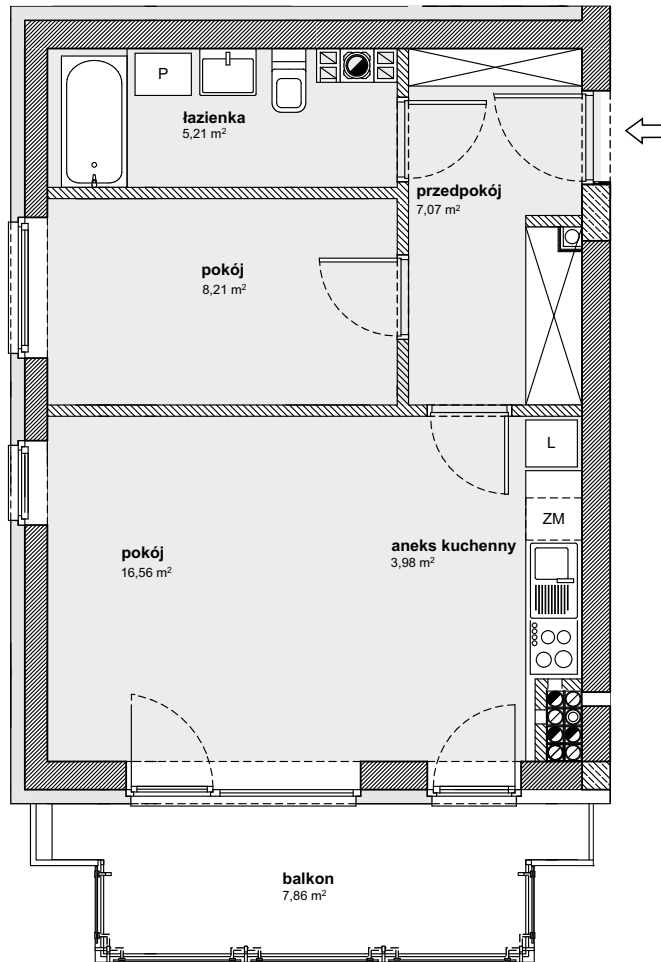 P
łazienka
5,21 m²
przedpokój
7,07 m²
pokój
8,21 m²
L
ZM
pokój
16,56 m²
aneks kuchenny
3,98 m²
balkon
7,86 m²